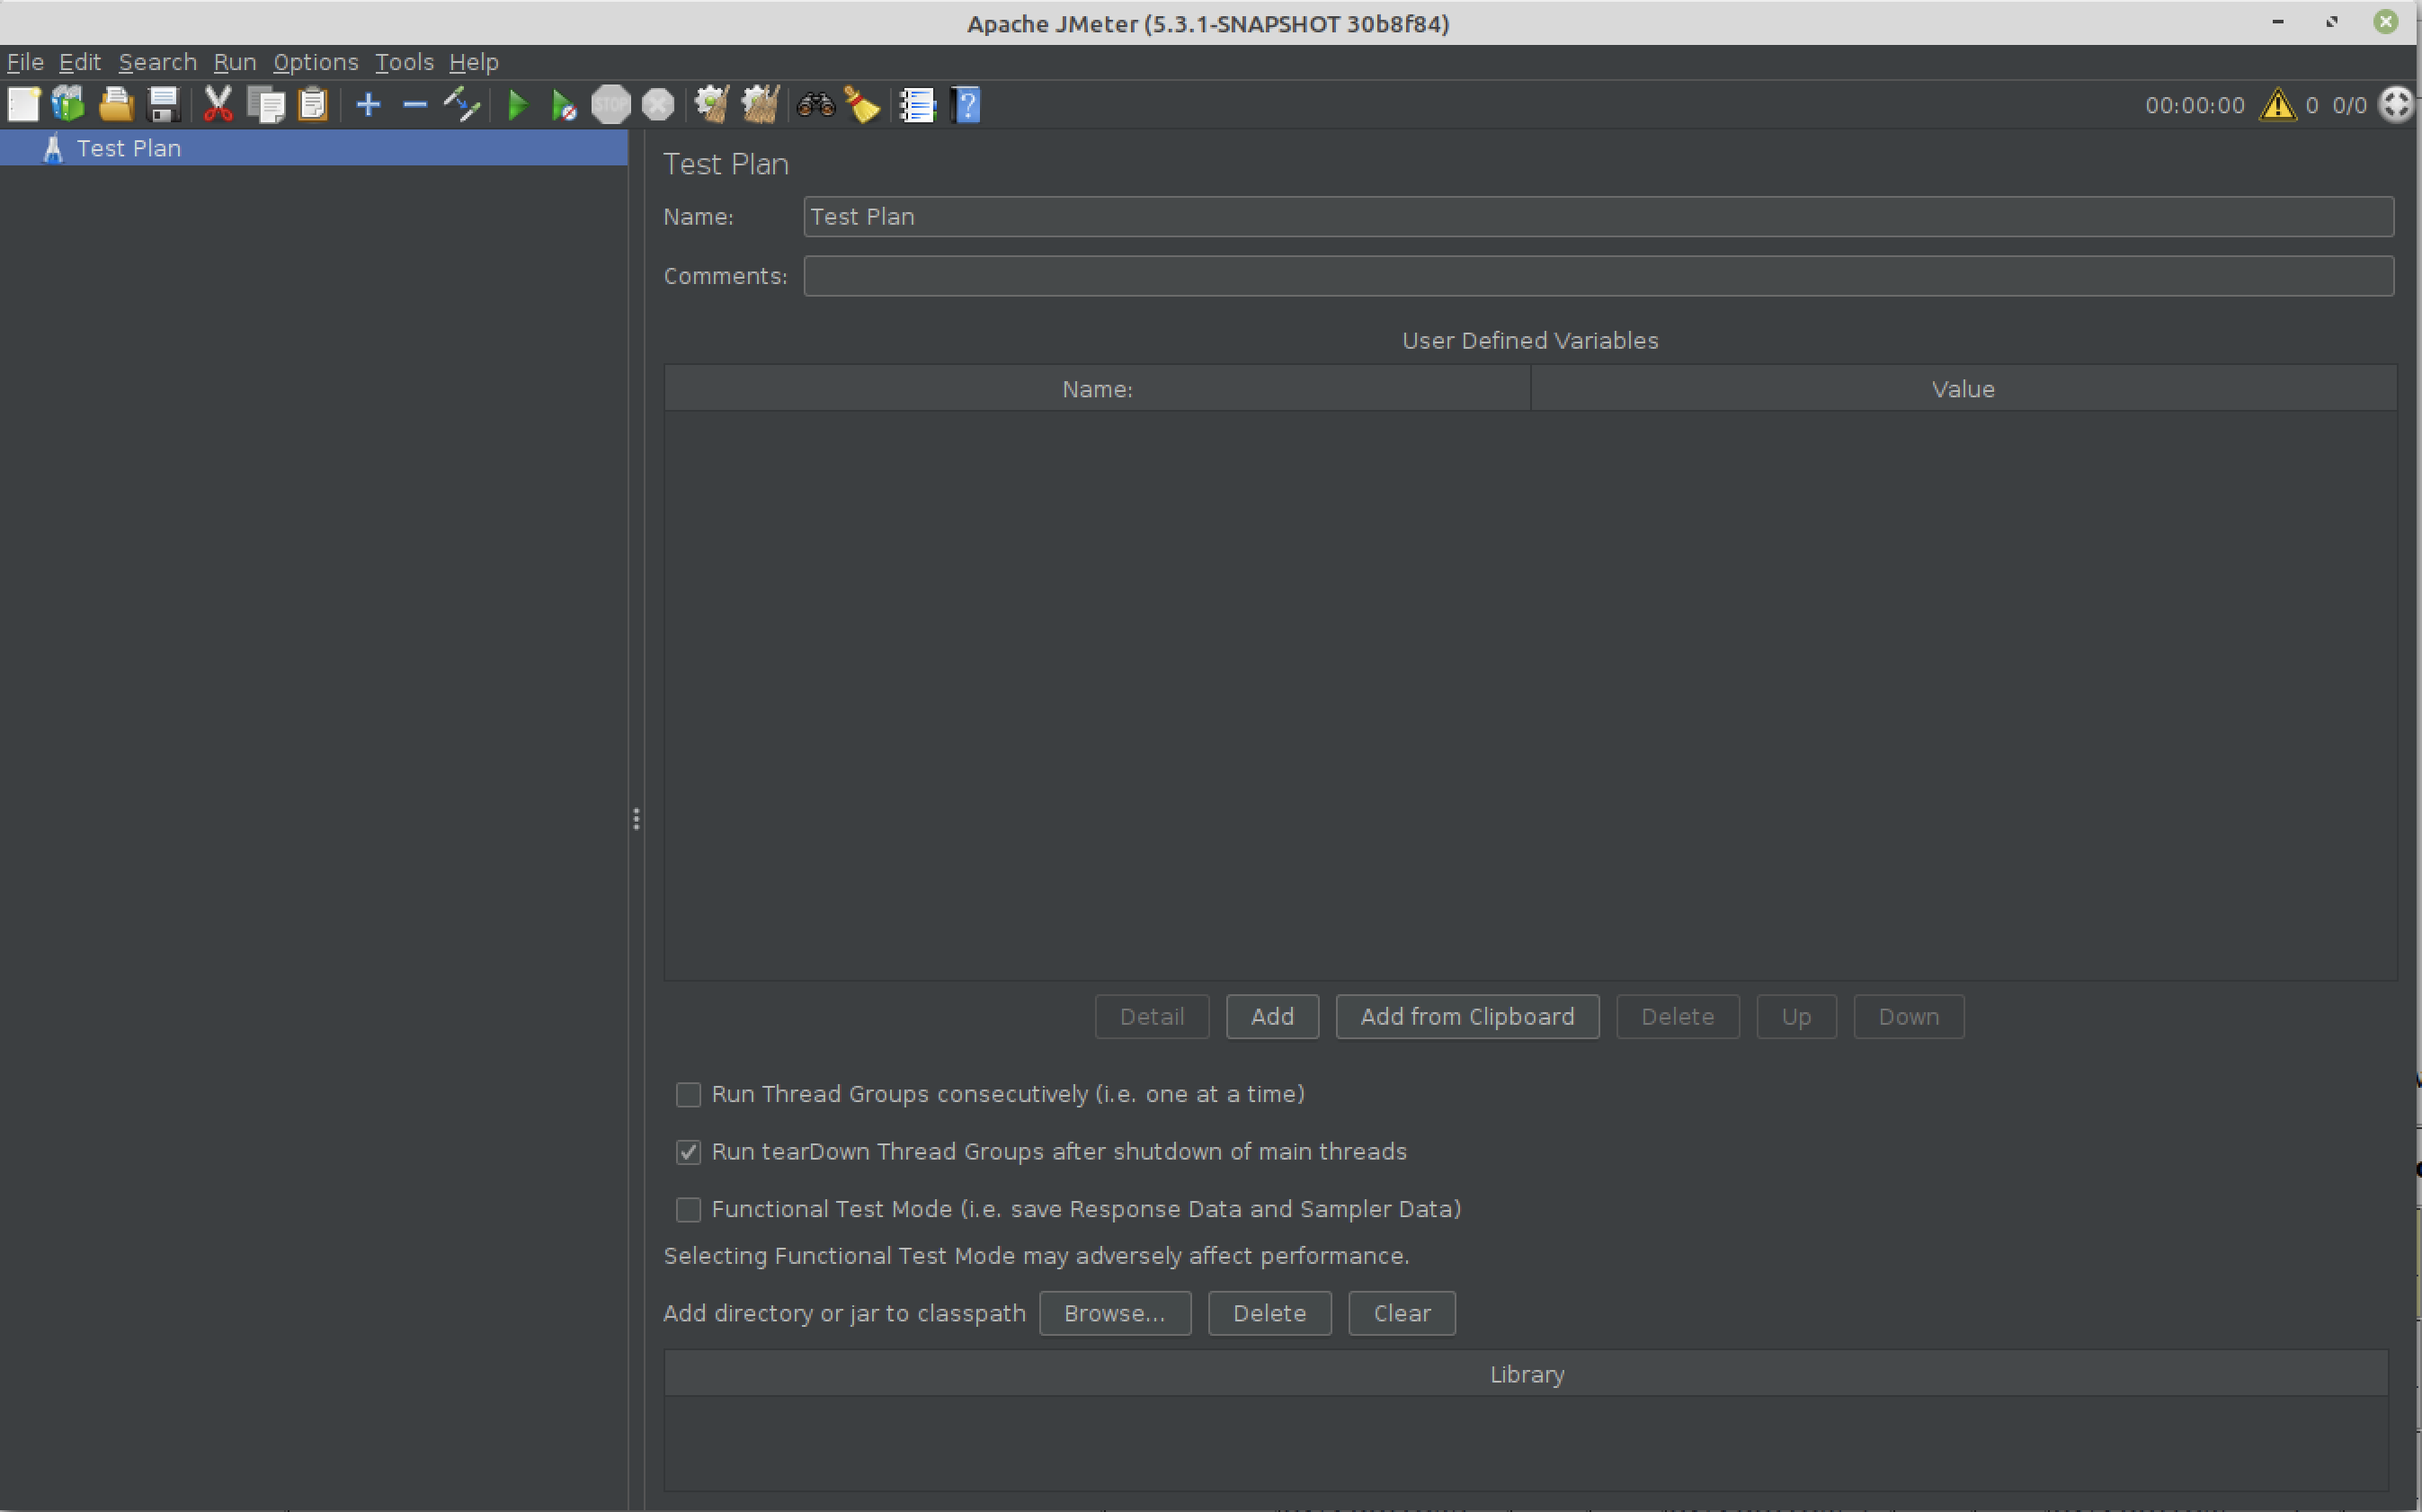 Apache JMeter (5.3.1-SNAPSHOT 30b8f84)
File Edit Search Run Options Tools Help
STOP
00:00:00 0 0/0
Test Plan
Test Plan
Name: Test Plan
Comments:
User Defined Variables
Name: Value
Detail Add Add from Clipboard Delete Up Down
Run Thread Groups consecutively (i.e. one at a time)
Run tearDown Thread Groups after shutdown of main threads
Functional Test Mode (i.e. save Response Data and Sampler Data)
Selecting Functional Test Mode may adversely affect performance.
Add directory or jar to classpath Browse... Delete Clear
Library